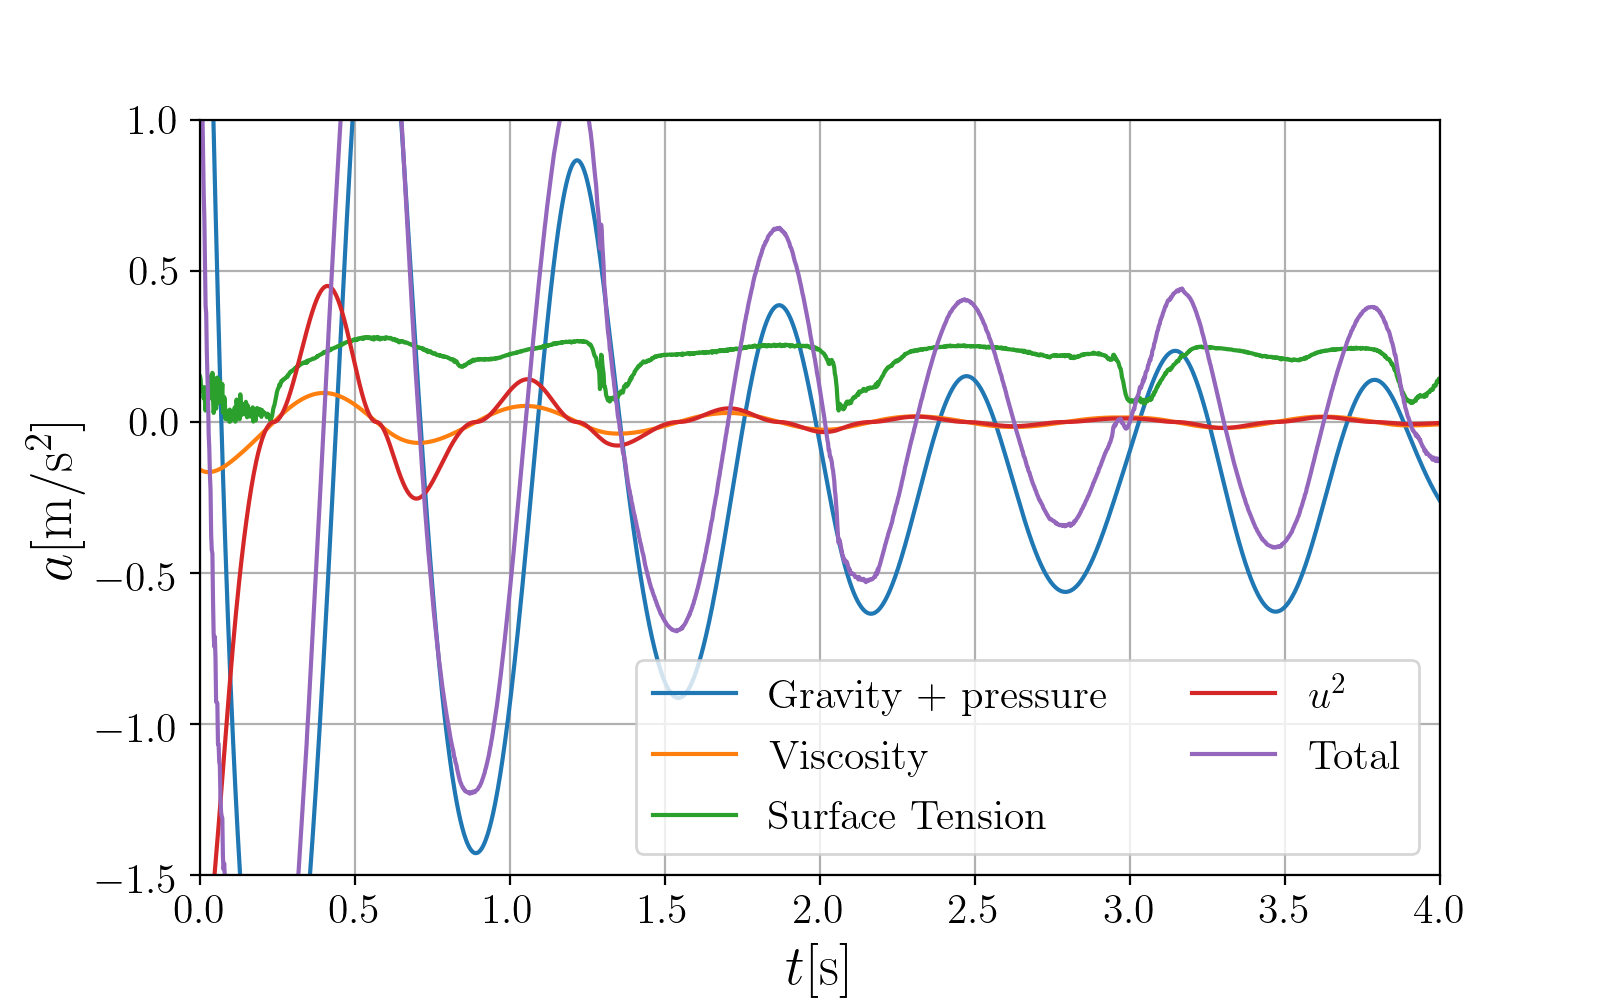 1.0
0.5
0.0
−0.5
−1.0
−1.5
a[m/s²]
0.0 0.5 1.0 1.5 2.0 2.5 3.0 3.5 4.0
t[s]
Gravity + pressure
Viscosity
Surface Tension
u²
Total